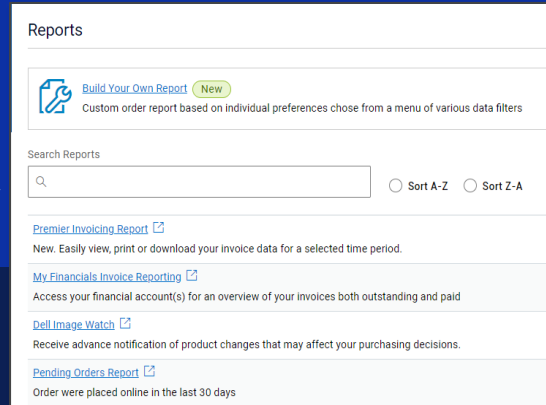 Reports
Build Your Own Report New
Custom order report based on individual preferences chose from a menu of various data filters
Search Reports
Sort A-Z Sort Z-A
Premier Invoicing Report
New. Easily view, print or download your invoice data for a selected time period.
My Financials Invoice Reporting
Access your financial account(s) for an overview of your invoices both outstanding and paid
Dell Image Watch
Receive advance notification of product changes that may affect your purchasing decisions.
Pending Orders Report
Order were placed online in the last 30 days